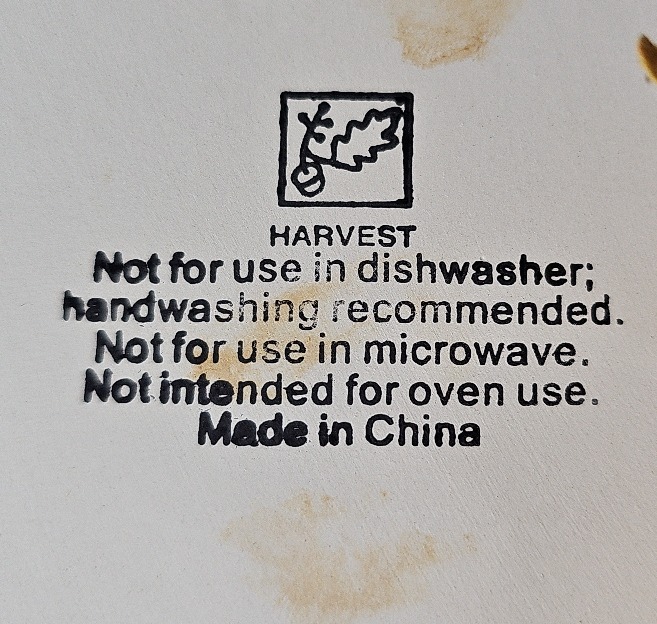 HARVEST
Not for use in dishwasher;
handwashing recommended.
Not for use in microwave.
Not intended for oven use.
Made in China